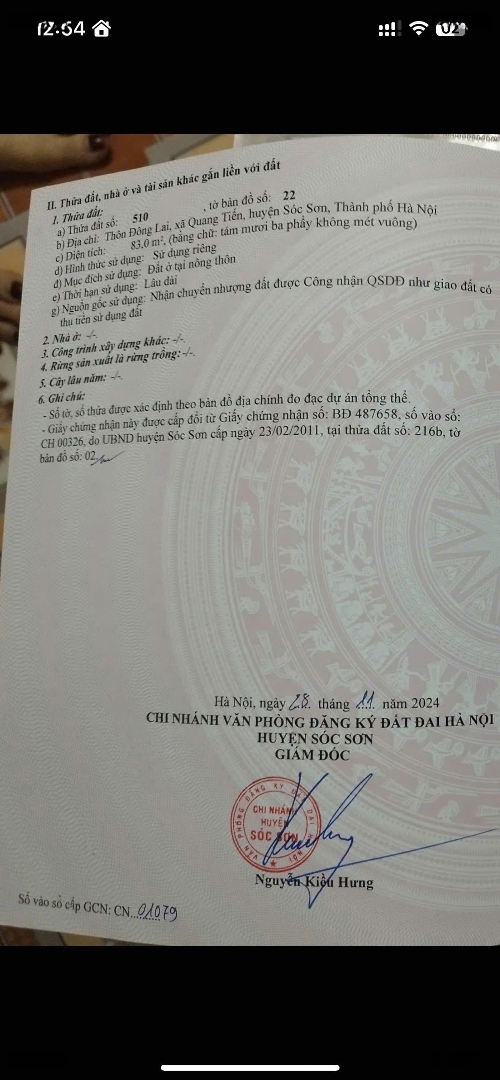 12:54
II. Thửa đất, nhà ở và tài sản khác gắn liền với đất
1. Thửa đất:
a) Thửa đất số: 510 , tờ bản đồ số: 22
b) Địa chỉ: Thôn Đông Lai, xã Quang Tiến, huyện Sóc Sơn, Thành phố Hà Nội
c) Diện tích: 83.0 m², (bằng chữ: tám mươi ba phẩy không mét vuông)
d) Hình thức sử dụng: Sử dụng riêng
đ) Mục đích sử dụng: Đất ở tại nông thôn
e) Thời hạn sử dụng: Lâu dài
g) Nguồn gốc sử dụng: Nhận chuyển nhượng đất được Công nhận QSDĐ như giao đất có
thu tiền sử dụng đất
2. Nhà ở: -/-
3. Công trình xây dựng khác: -/-
4. Rừng sản xuất là rừng trồng: -/-
5. Cây lâu năm: -/-
6. Ghi chú:
- Số tờ, số thửa được xác định theo bản đồ địa chính đo đạc dự án tổng thể.
- Giấy chứng nhận này được cấp đổi từ Giấy chứng nhận số: BĐ 487658, số vào sổ:
CH 00326, do UBND huyện Sóc Sơn cấp ngày 23/02/2011, tại thửa đất số: 216b, tờ
bản đồ số: 02
Hà Nội, ngày 28 tháng 11 năm 2024
CHI NHÁNH VĂN PHÒNG ĐĂNG KÝ ĐẤT ĐAI HÀ NỘI
HUYỆN SÓC SƠN
GIÁM ĐỐC
VĂN PHÒNG ĐĂNG KÝ ĐẤT ĐAI HÀ NỘI
CHI NHÁNH
HUYỆN
SÓC SƠN
Nguyễn Kiều Hưng
Số vào sổ cấp GCN: CN...01079